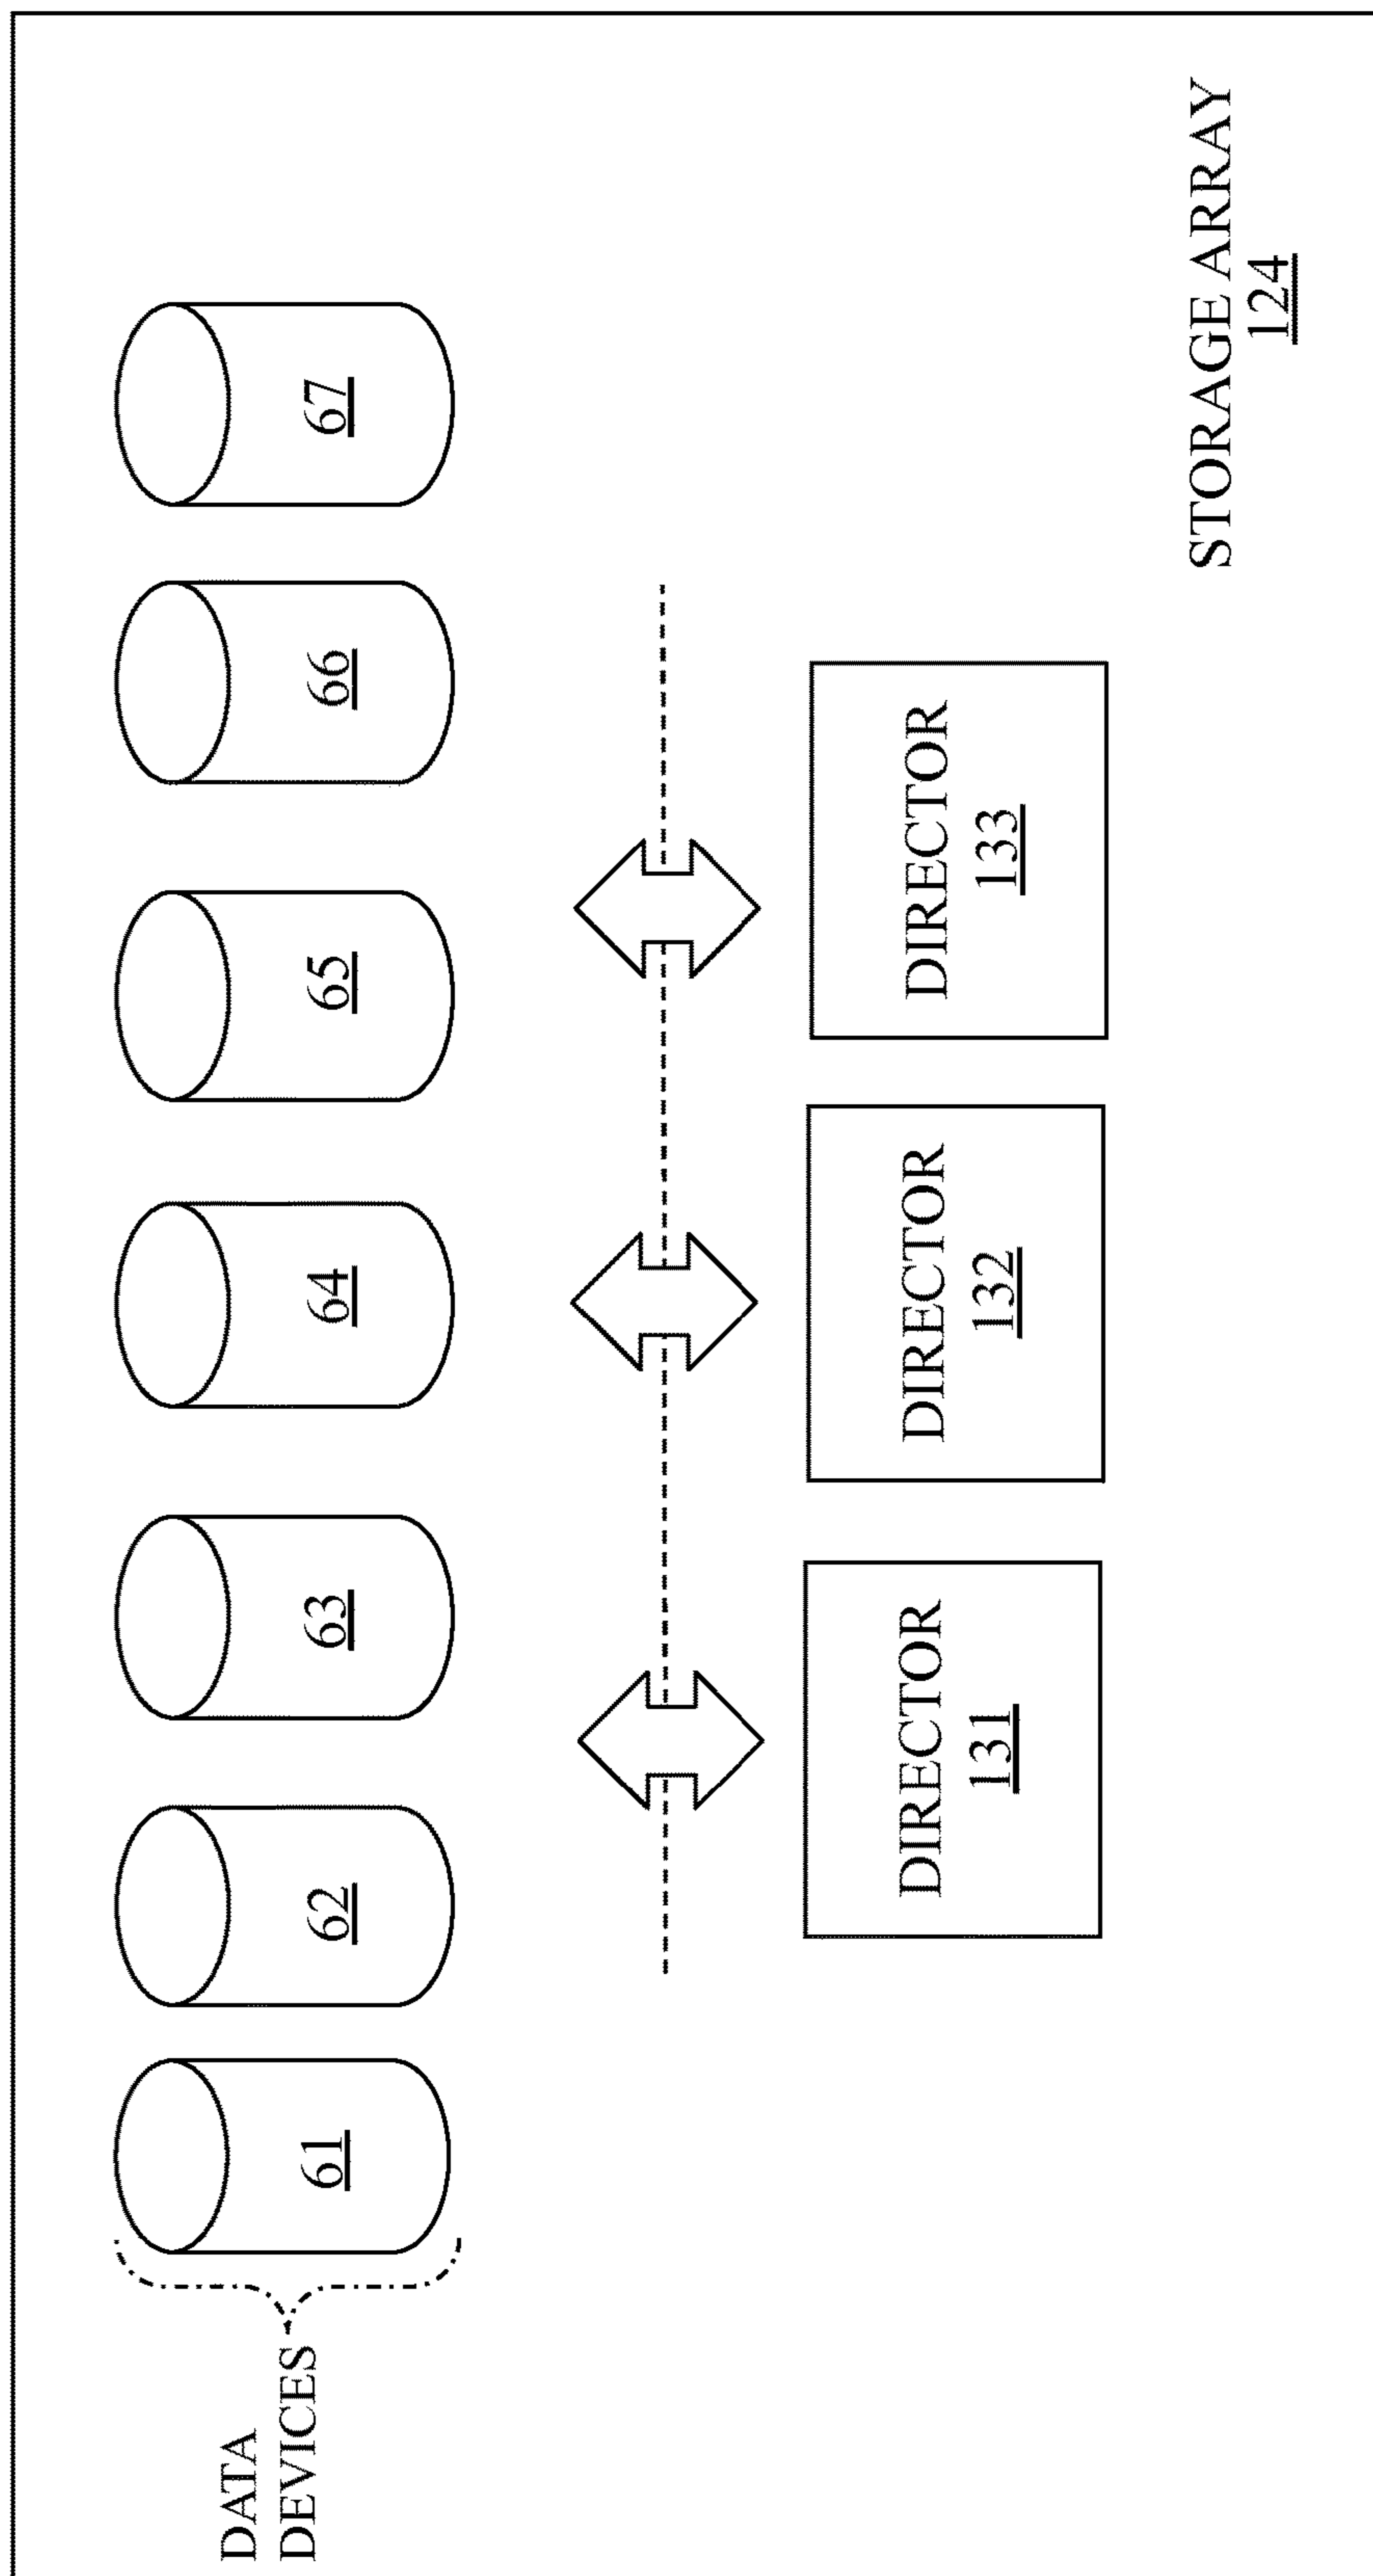 DATA
DEVICES
61
62
63
64
65
66
67
DIRECTOR
131
DIRECTOR
132
DIRECTOR
133
STORAGE ARRAY
124